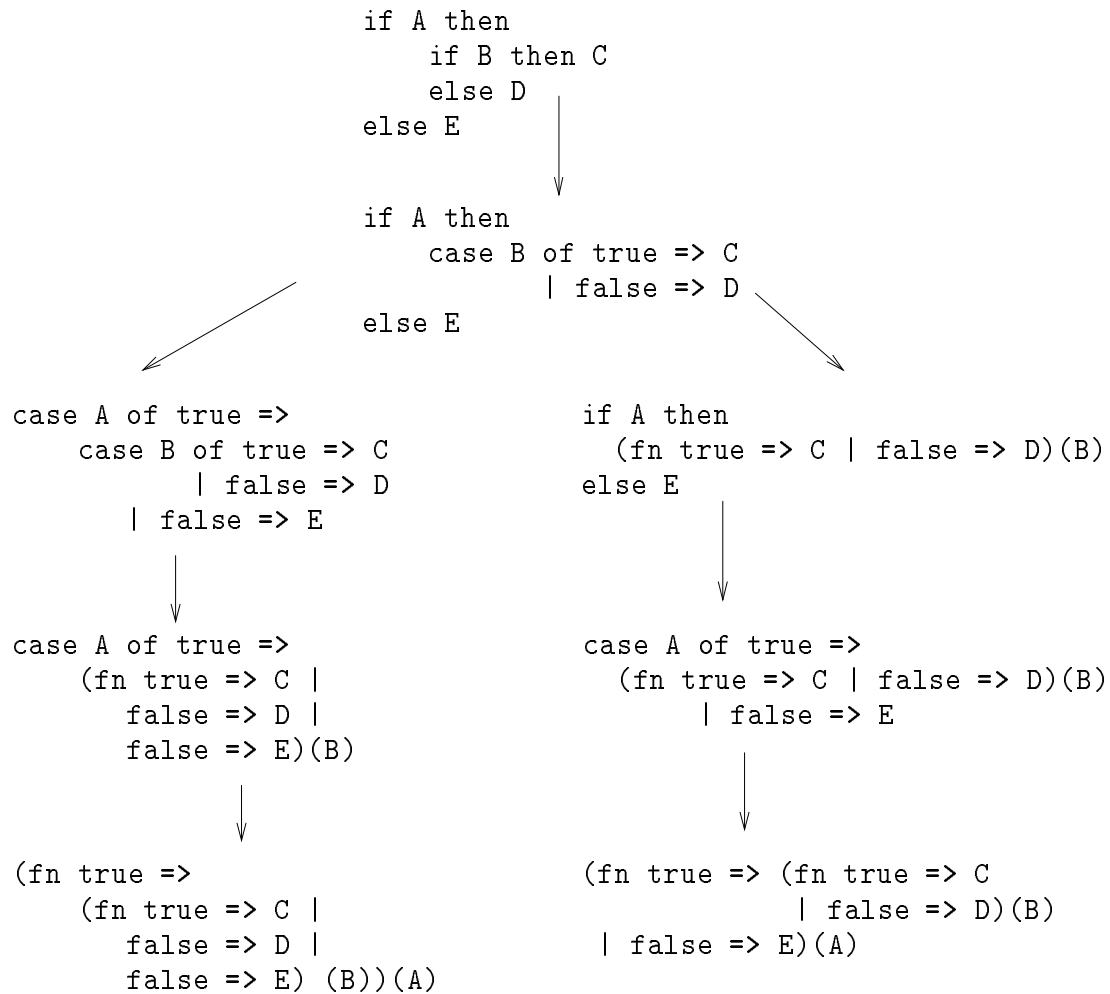 if A then
if B then C
else D
else E
if A then
case B of true => C
| false => D
else E
case A of true =>
case B of true => C
| false => D
| false => E
case A of true =>
(fn true => C |
false => D |
false => E)(B)
(fn true =>
(fn true => C |
false => D |
false => E) (B))(A)
if A then
(fn true => C | false => D)(B)
else E
case A of true =>
(fn true => C | false => D)(B)
| false => E
(fn true => (fn true => C
| false => D)(B)
| false => E)(A)